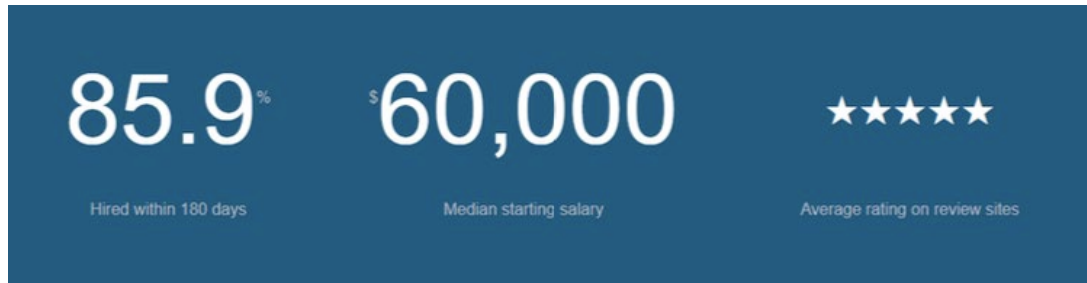 85.9%
$60,000
★★★★★
Hired within 180 days
Median starting salary
Average rating on review sites